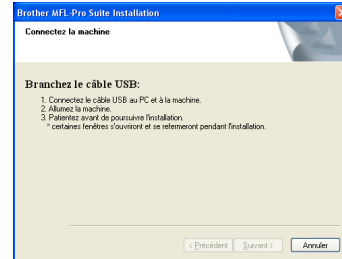 Brother MFL-Pro Suite Installation
Connectez la machine
Branchez le câble USB:
1. Connectez le câble USB au PC et à la machine.
2. Allumez la machine.
3. Patientez avant de poursuivre l'installation.
* certaines fenêtres s'ouvriront et se refermeront pendant l'installation.
< Précédent
Suivant >
Annuler